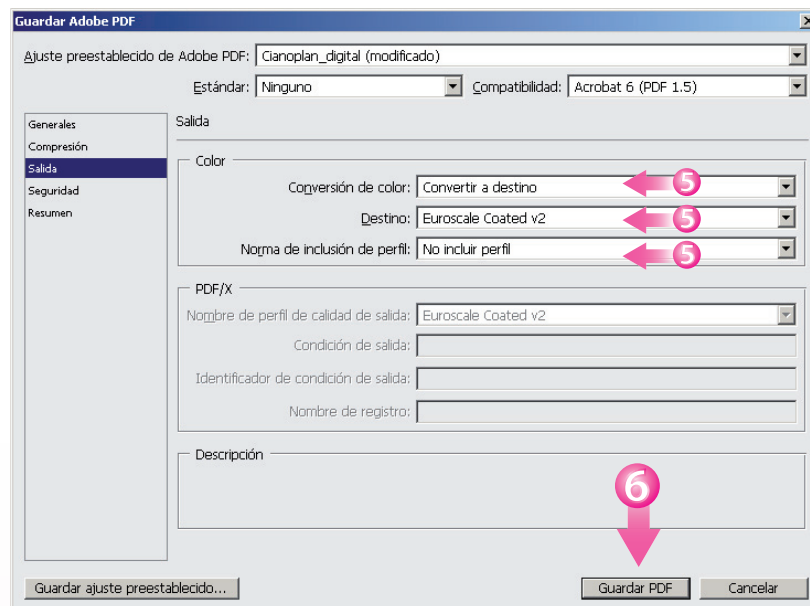 Guardar Adobe PDF
Ajuste preestablecido de Adobe PDF: Cianoplan_digital (modificado)
Estándar: Ninguno Compatibilidad: Acrobat 6 (PDF 1.5)
Generales
Compresión
Salida
Seguridad
Resumen
Salida
Color
Conversión de color: Convertir a destino 5
Destino: Euroscale Coated v2 5
Norma de inclusión de perfil: No incluir perfil 5
PDF/X
Nombre de perfil de calidad de salida: Euroscale Coated v2
Condición de salida:
Identificador de condición de salida:
Nombre de registro:
Descripción
6
Guardar ajuste preestablecido... Guardar PDF Cancelar